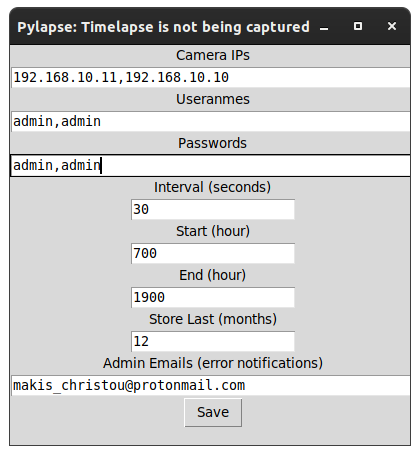 Pylapse: Timelapse is not being captured
Camera IPs
192.168.10.11,192.168.10.10
Useranmes
admin,admin
Passwords
admin,admin
Interval (seconds)
30
Start (hour)
700
End (hour)
1900
Store Last (months)
12
Admin Emails (error notifications)
makis_christou@protonmail.com
Save